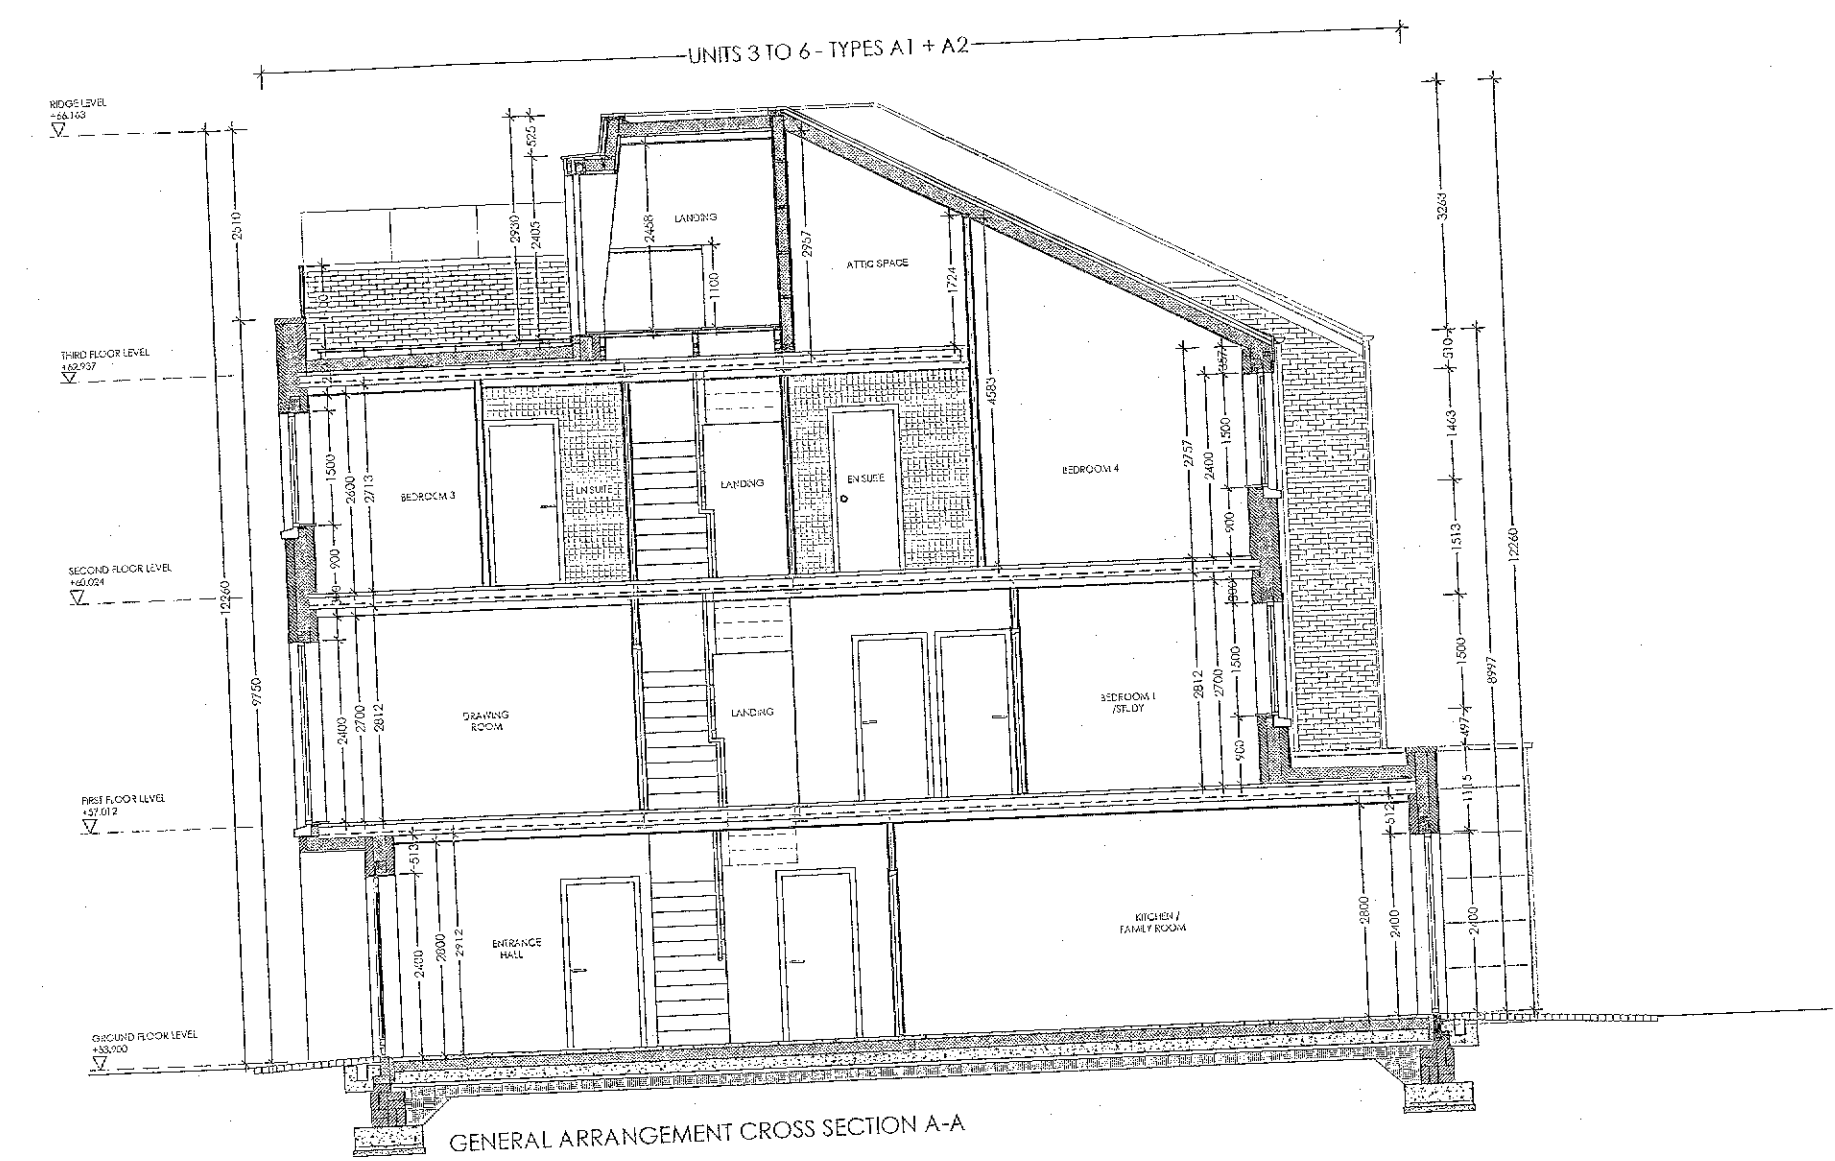 UNITS 3 TO 6 - TYPES A1 + A2
RIDGE LEVEL
+66.163
THIRD FLOOR LEVEL
+62.937
SECOND FLOOR LEVEL
+60.024
FIRST FLOOR LEVEL
+57.012
GROUND FLOOR LEVEL
+53.900
12260
2510
9750
2930
525
2405
LANDING
2468
1100
2957
ATTIC SPACE
1724
4583
3263
510
1463
1513
1500
497
1115
2400
8997
12260
BEDROOM 3
1500
900
2600
2713
EN SUITE
LANDING
EN SUITE
BEDROOM 4
2757
2400
1500
900
DRAWING
ROOM
2400
2700
2812
LANDING
BEDROOM 1
/STUDY
2812
2700
300
1500
900
ENTRANCE
HALL
513
2400
2800
2912
KITCHEN /
FAMILY ROOM
2800
512
2400
GENERAL ARRANGEMENT CROSS SECTION A-A